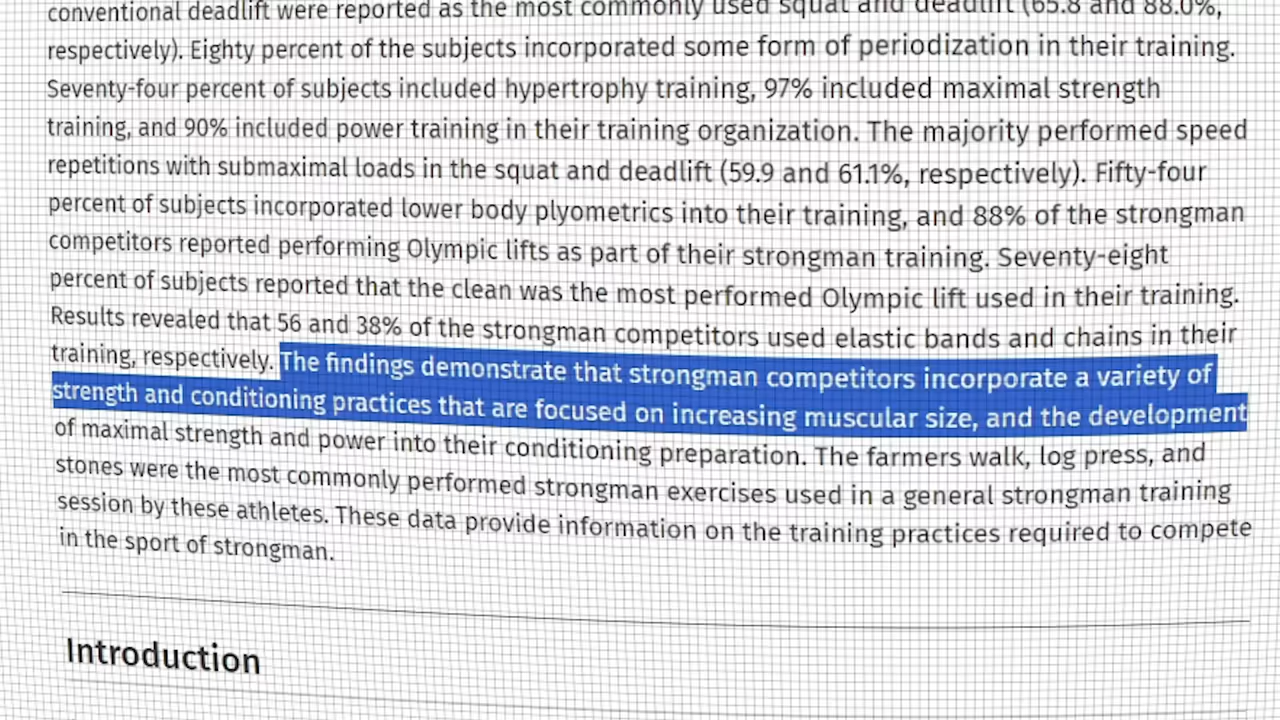 conventional deadlift were reported as the most commonly used squat and deadlift (65.8 and 88.0%,
respectively). Eighty percent of the subjects incorporated some form of periodization in their training.
Seventy-four percent of subjects included hypertrophy training, 97% included maximal strength
training, and 90% included power training in their training organization. The majority performed speed
repetitions with submaximal loads in the squat and deadlift (59.9 and 61.1%, respectively). Fifty-four
percent of subjects incorporated lower body plyometrics into their training, and 88% of the strongman
competitors reported performing Olympic lifts as part of their strongman training. Seventy-eight
percent of subjects reported that the clean was the most performed Olympic lift used in their training.
Results revealed that 56 and 38% of the strongman competitors used elastic bands and chains in their
training, respectively. The findings demonstrate that strongman competitors incorporate a variety of
strength and conditioning practices that are focused on increasing muscular size, and the development
of maximal strength and power into their conditioning preparation. The farmers walk, log press, and
stones were the most commonly performed strongman exercises used in a general strongman training
session by these athletes. These data provide information on the training practices required to compete
in the sport of strongman.
Introduction